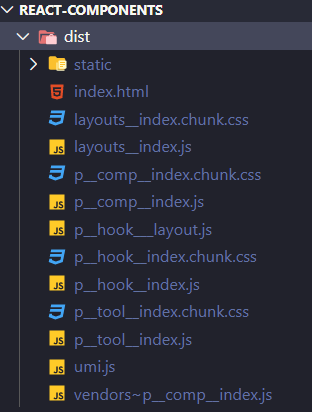 REACT-COMPONENTS
dist
static
index.html
layouts__index.chunk.css
JS layouts__index.js
p__comp__index.chunk.css
JS p__comp__index.js
JS p__hook___layout.js
p__hook__index.chunk.css
JS p__hook__index.js
p__tool__index.chunk.css
JS p__tool__index.js
JS umi.js
JS vendors~p__comp__index.js